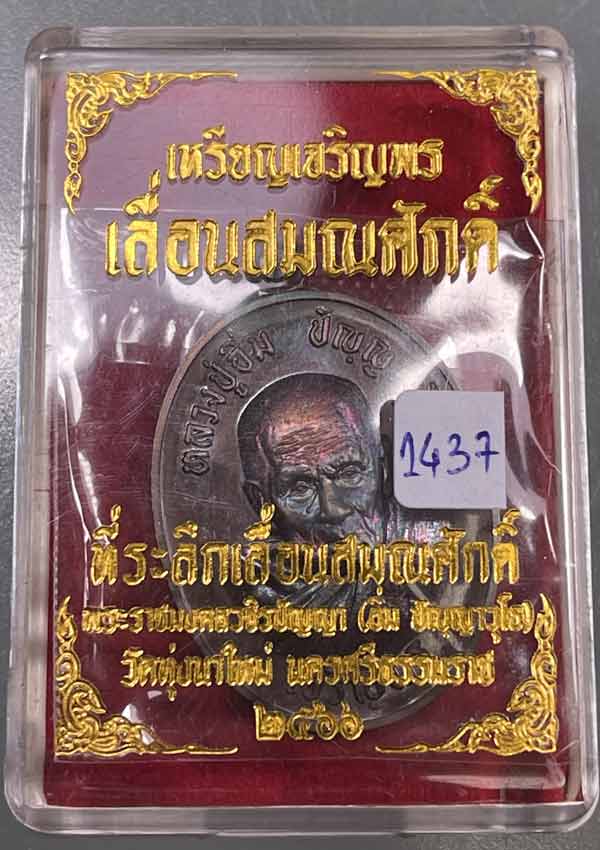 เหรียญเจริญพร
เลื่อนสมณศักดิ์
หลวงปู่อิ่ม ปัญญ
1437
ที่ระลึกเลื่อนสมณศักดิ์
พระราชมงคลวชิรปัญญา (อิ่ม ปัญญาวุโธ)
วัดทุ่งนาใหม่ นครศรีธรรมราช
๒๕๖๖